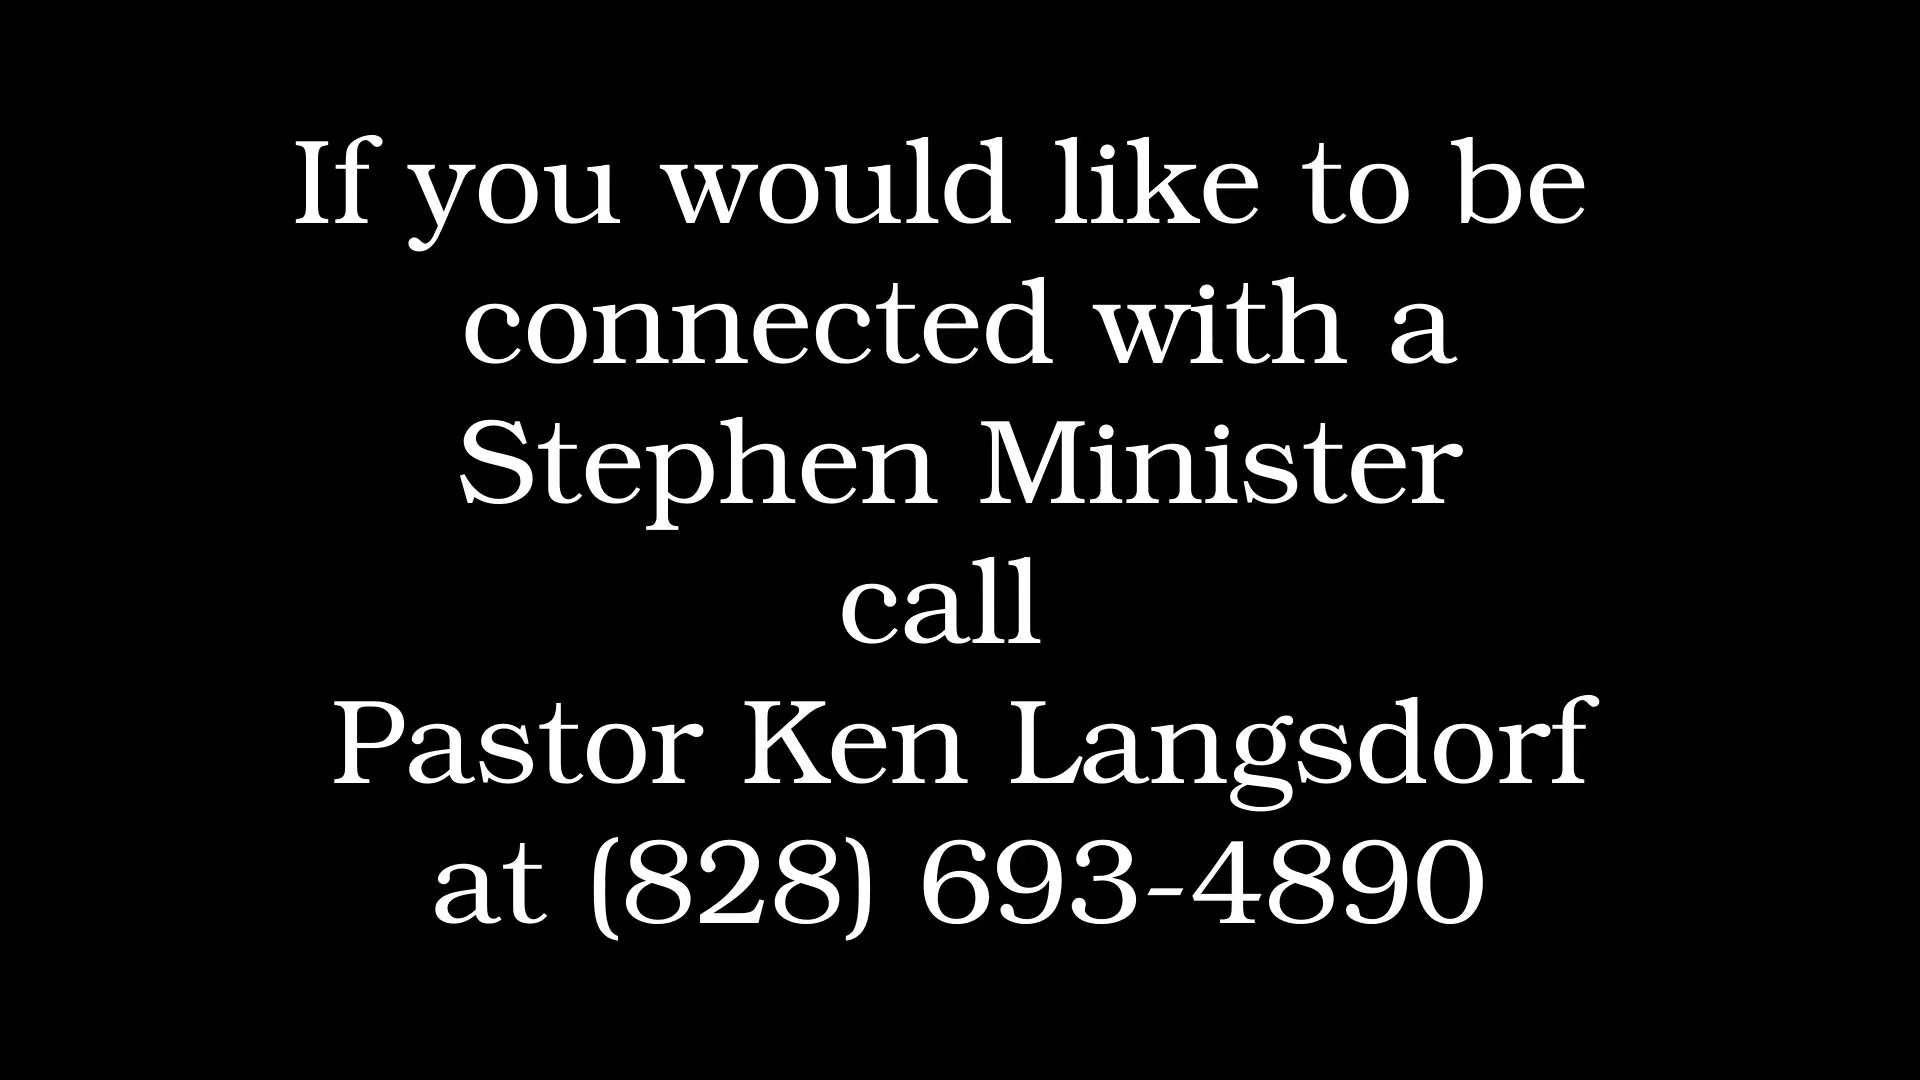 If you would like to be
connected with a
Stephen Minister
call
Pastor Ken Langsdorf
at (828) 693-4890